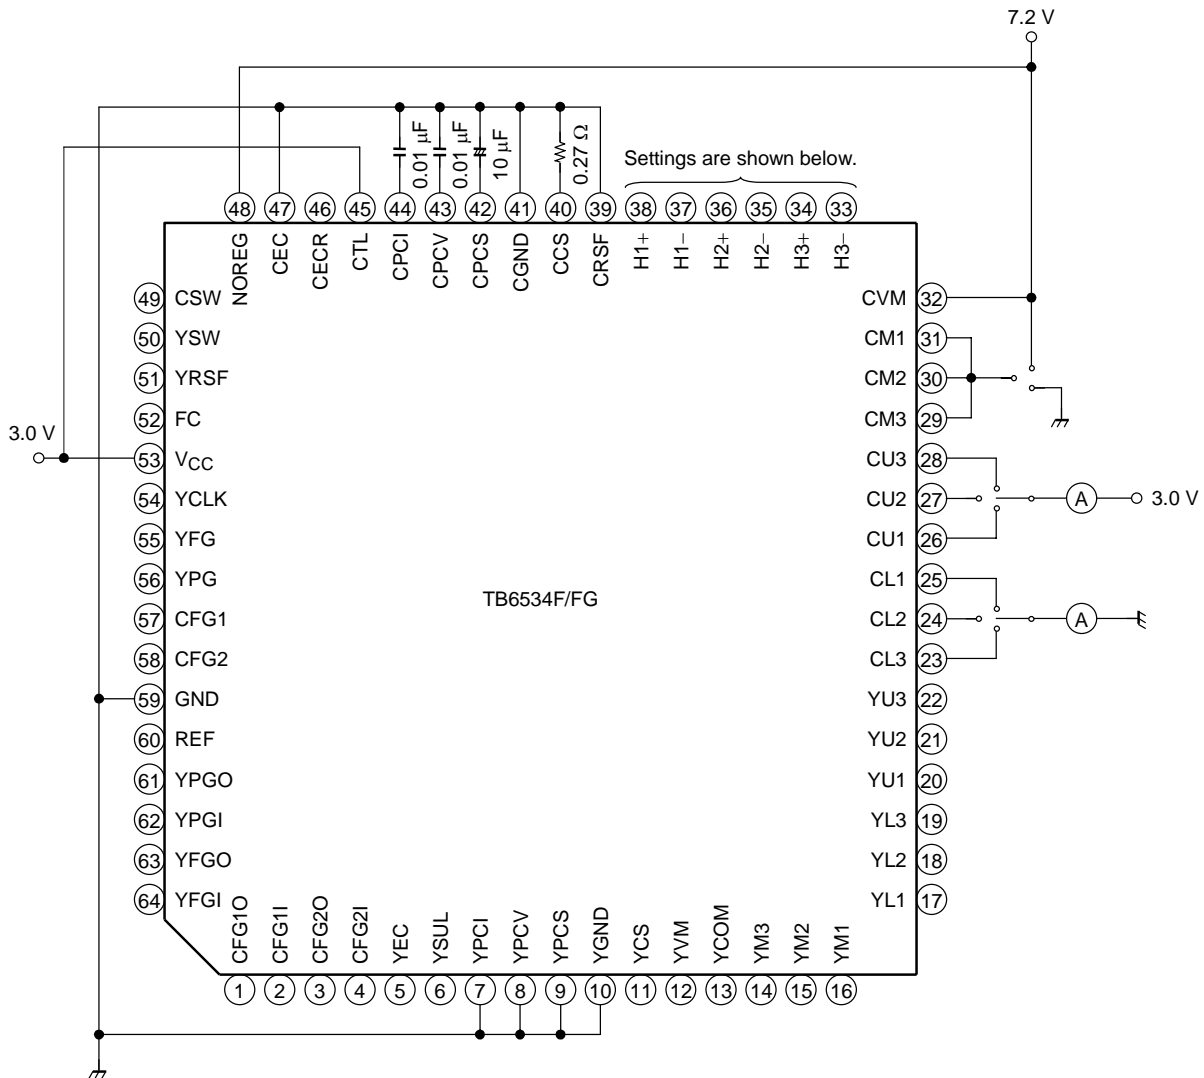 7.2 V
0.01 μF
0.01 μF
10 μF
0.27 Ω
Settings are shown below.
48 47 46 45 44 43 42 41 40 39 38 37 36 35 34 33
NOREG CEC CECR CTL CPCI CPCV CPCS CGND CCS CRSF H1+ H1− H2+ H2− H3+ H3−
49 CSW
50 YSW
51 YRSF
52 FC
3.0 V
53 VCC
54 YCLK
55 YFG
56 YPG
57 CFG1
58 CFG2
59 GND
60 REF
61 YPGO
62 YPGI
63 YFGO
64 YFGI
TB6534F/FG
CVM 32
CM1 31
CM2 30
CM3 29
CU3 28
CU2 27
A 3.0 V
CU1 26
CL1 25
CL2 24
A
CL3 23
YU3 22
YU2 21
YU1 20
YL3 19
YL2 18
YL1 17
CFG1O CFG1I CFG2O CFG2I YEC YSUL YPCI YPCV YPCS YGND YCS YVM YCOM YM3 YM2 YM1
1 2 3 4 5 6 7 8 9 10 11 12 13 14 15 16